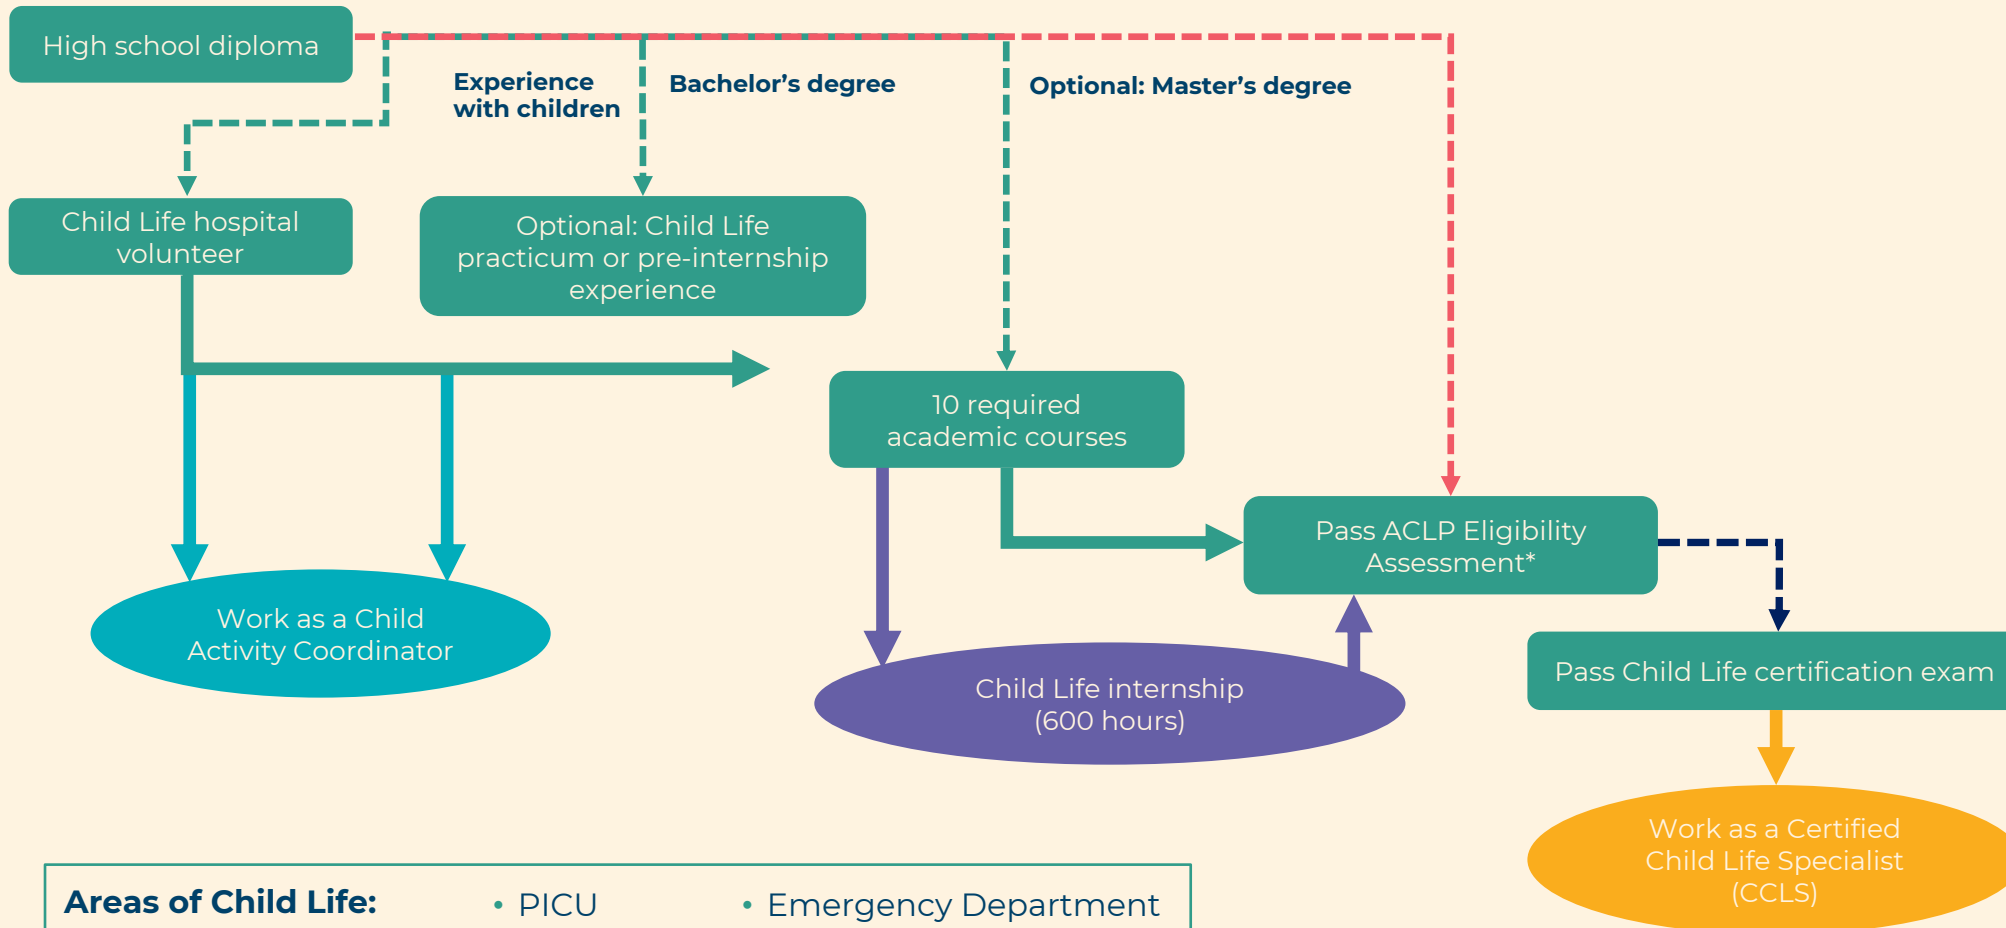 High school diploma
Experience
with children
Bachelor’s degree
Optional: Master’s degree
Child Life hospital
volunteer
Optional: Child Life
practicum or pre-internship
experience
10 required
academic courses
Pass ACLP Eligibility
Assessment*
Work as a Child
Activity Coordinator
Child Life internship
(600 hours)
Pass Child Life certification exam
Work as a Certified
Child Life Specialist
(CCLS)
Areas of Child Life:
• PICU
• Emergency Department